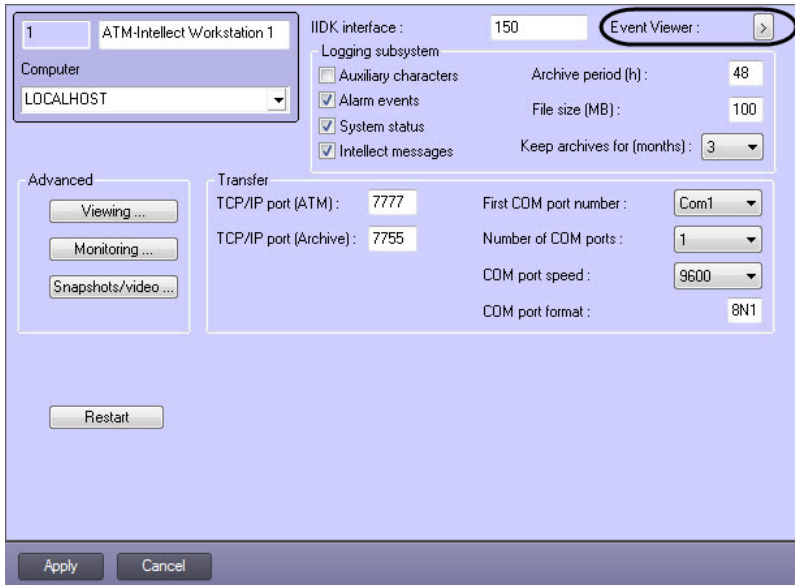 1 ATM-Intellect Workstation 1
Computer
LOCALHOST
IIDK interface : 150
Event Viewer : >
Logging subsystem
Auxiliary characters
Alarm events
System status
Intellect messages
Archive period (h) : 48
File size (MB) : 100
Keep archives for (months) : 3
Advanced
Viewing ...
Monitoring ...
Snapshots/video ...
Transfer
TCP/IP port (ATM) : 7777
TCP/IP port (Archive) : 7755
First COM port number : Com1
Number of COM ports : 1
COM port speed : 9600
COM port format : 8N1
Restart
Apply Cancel